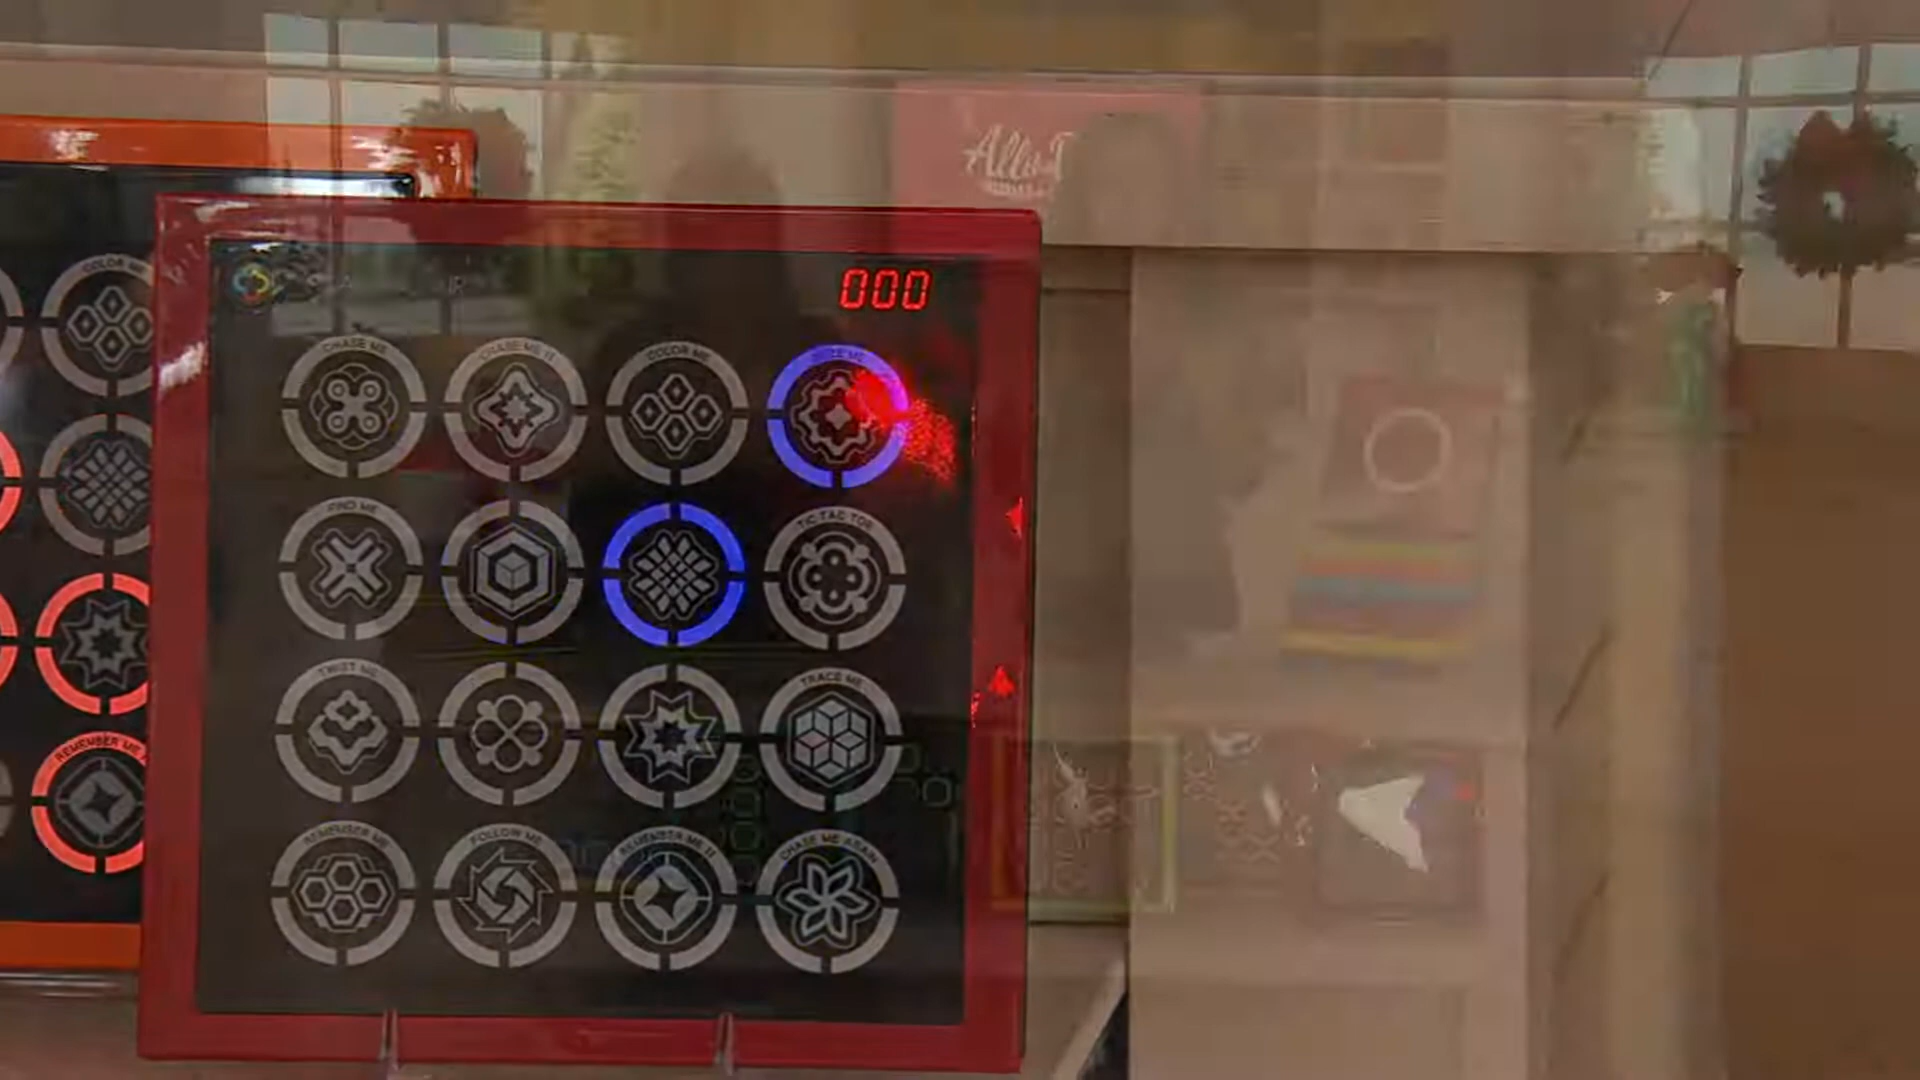 COLOR ME
REMEMBER ME
000
CHASE ME
CHASE ME II
COLOR ME
FIND ME
TIC TAC TOE
TWIST ME
TRACE ME
REMEMBER ME
FOLLOW ME
REMEMBER ME II
CHASE ME AGAIN